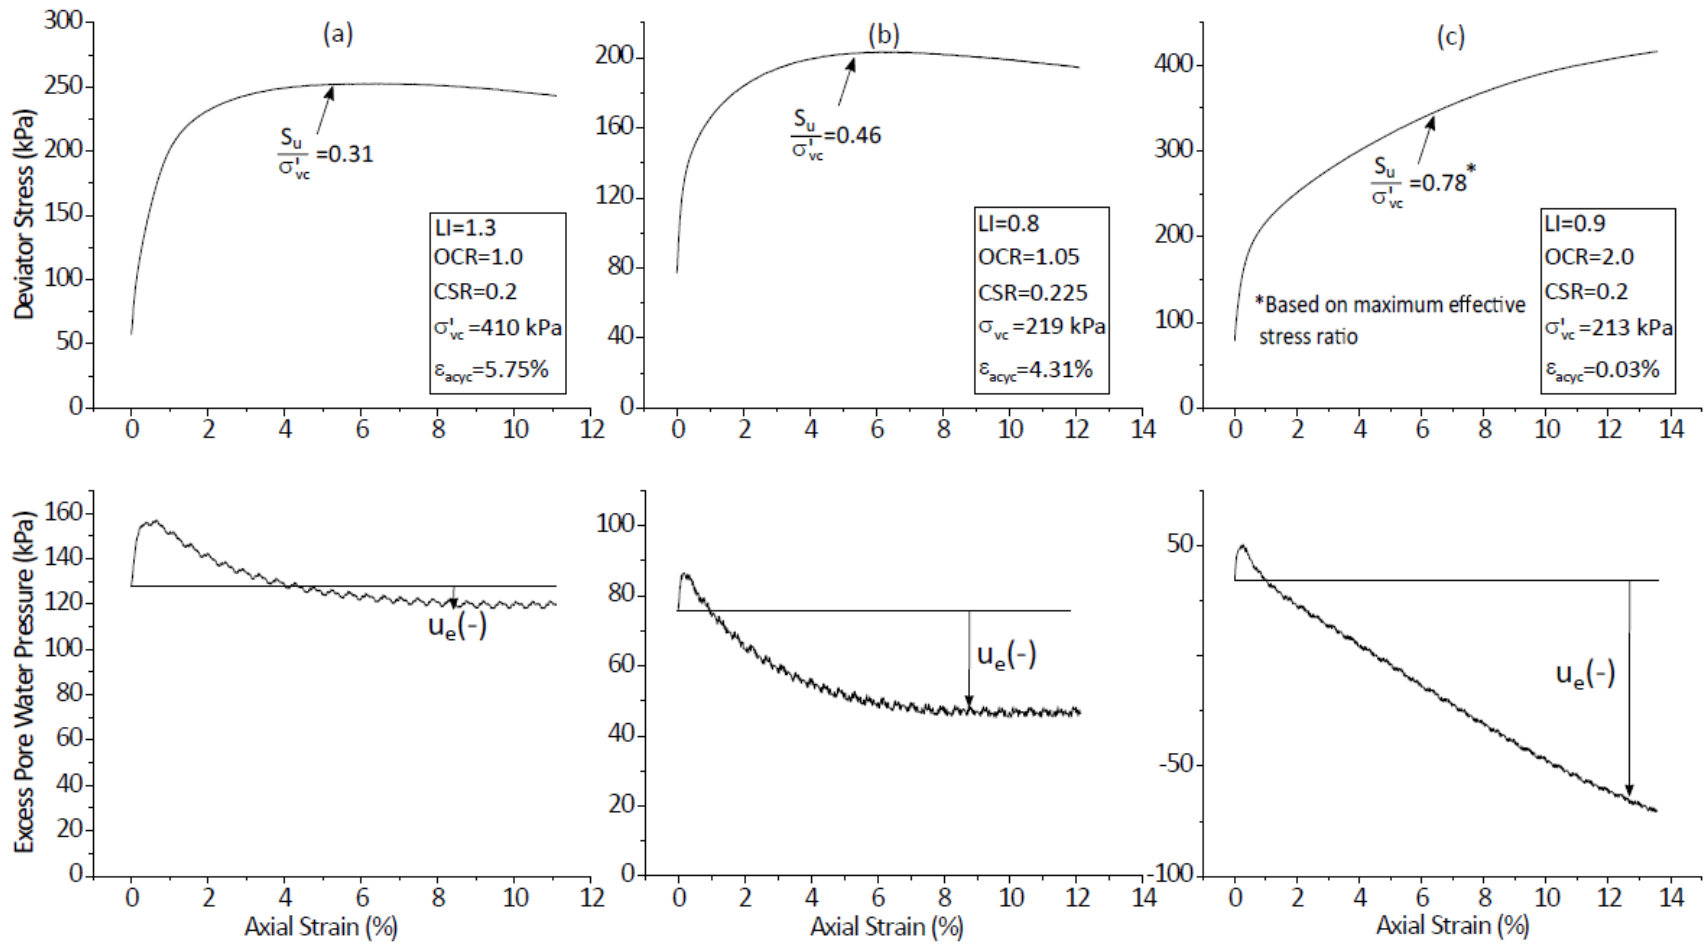 (a)
(b)
(c)
Deviator Stress (kPa)
300
250
200
150
100
50
0
0 2 4 6 8 10 12
Su/σ'vc=0.31
LI=1.3
OCR=1.0
CSR=0.2
σ'vc=410 kPa
εacyc=5.75%
200
160
120
80
40
0
0 2 4 6 8 10 12 14
Su/σ'vc=0.46
LI=0.8
OCR=1.05
CSR=0.225
σvc=219 kPa
εacyc=4.31%
400
300
200
100
0
0 2 4 6 8 10 12 14
Su/σ'vc=0.78*
*Based on maximum effective
stress ratio
LI=0.9
OCR=2.0
CSR=0.2
σ'vc=213 kPa
εacyc=0.03%
Excess Pore Water Pressure (kPa)
160
140
120
100
80
60
40
20
0
0 2 4 6 8 10 12
ue(-)
Axial Strain (%)
100
80
60
40
20
0
0 2 4 6 8 10 12 14
ue(-)
Axial Strain (%)
50
-50
-100
0 2 4 6 8 10 12 14
ue(-)
Axial Strain (%)